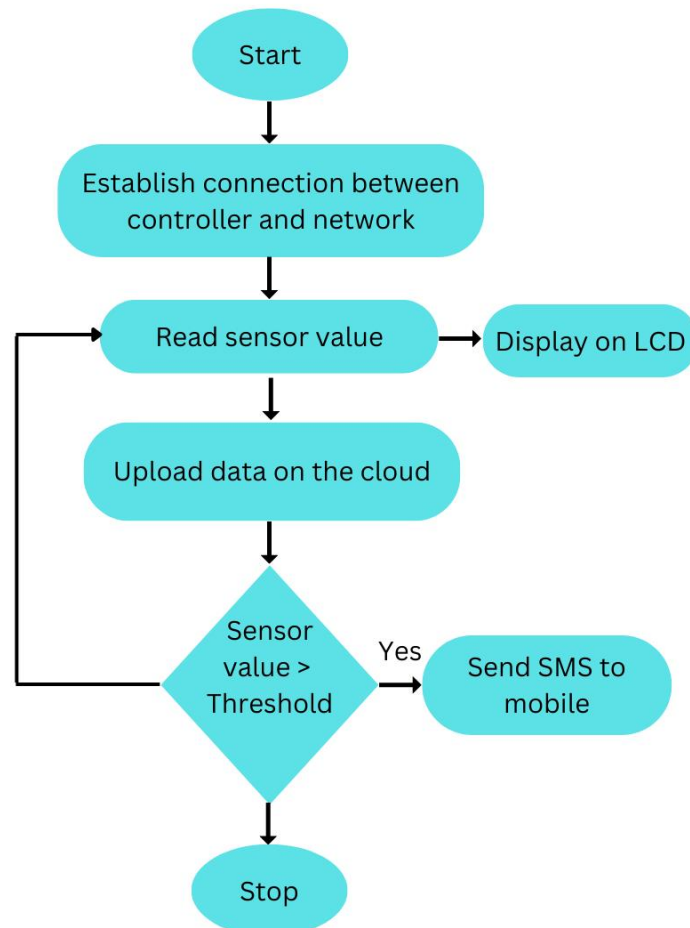 Start
Establish connection between
controller and network
Read sensor value
Display on LCD
Upload data on the cloud
Sensor
value >
Threshold
Yes
Send SMS to
mobile
Stop